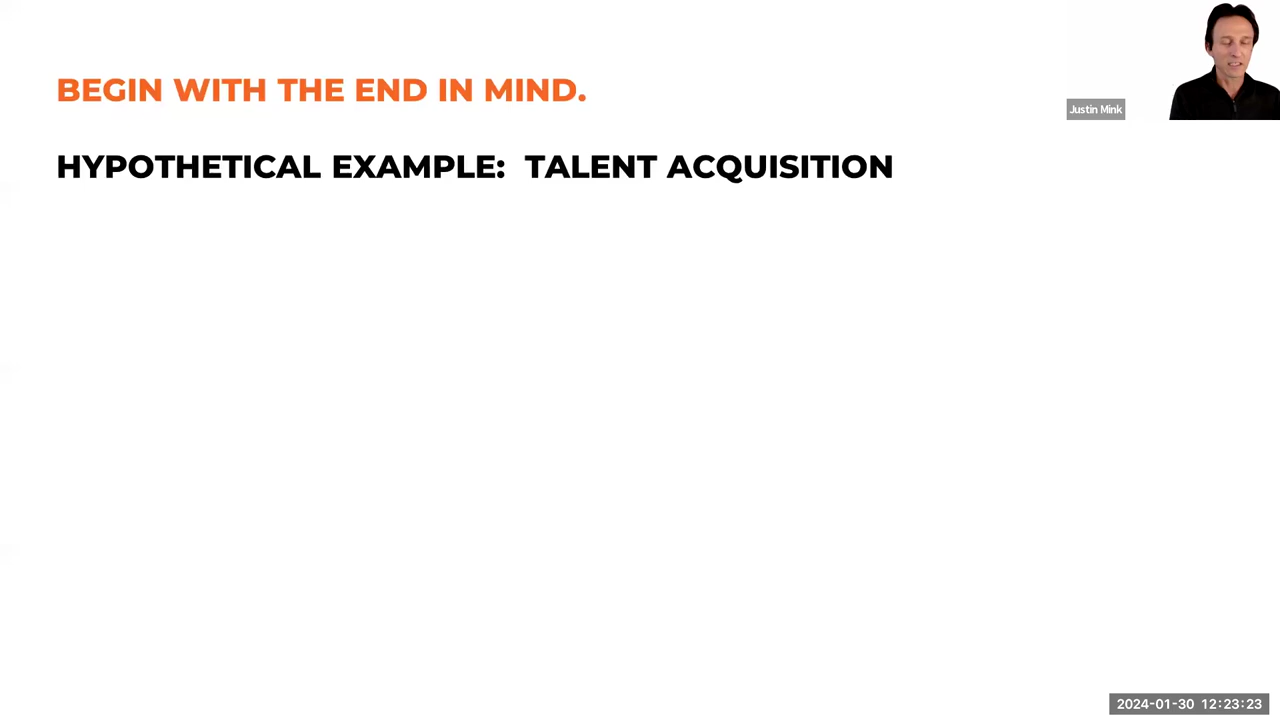 BEGIN WITH THE END IN MIND.
HYPOTHETICAL EXAMPLE: TALENT ACQUISITION
Justin Mink
2024-01-30 12:23:23